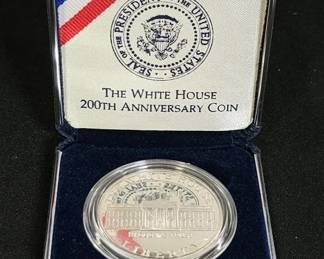 SEAL OF THE PRESIDENT OF THE UNITED STATES
THE WHITE HOUSE
200TH ANNIVERSARY COIN
LIBERTY